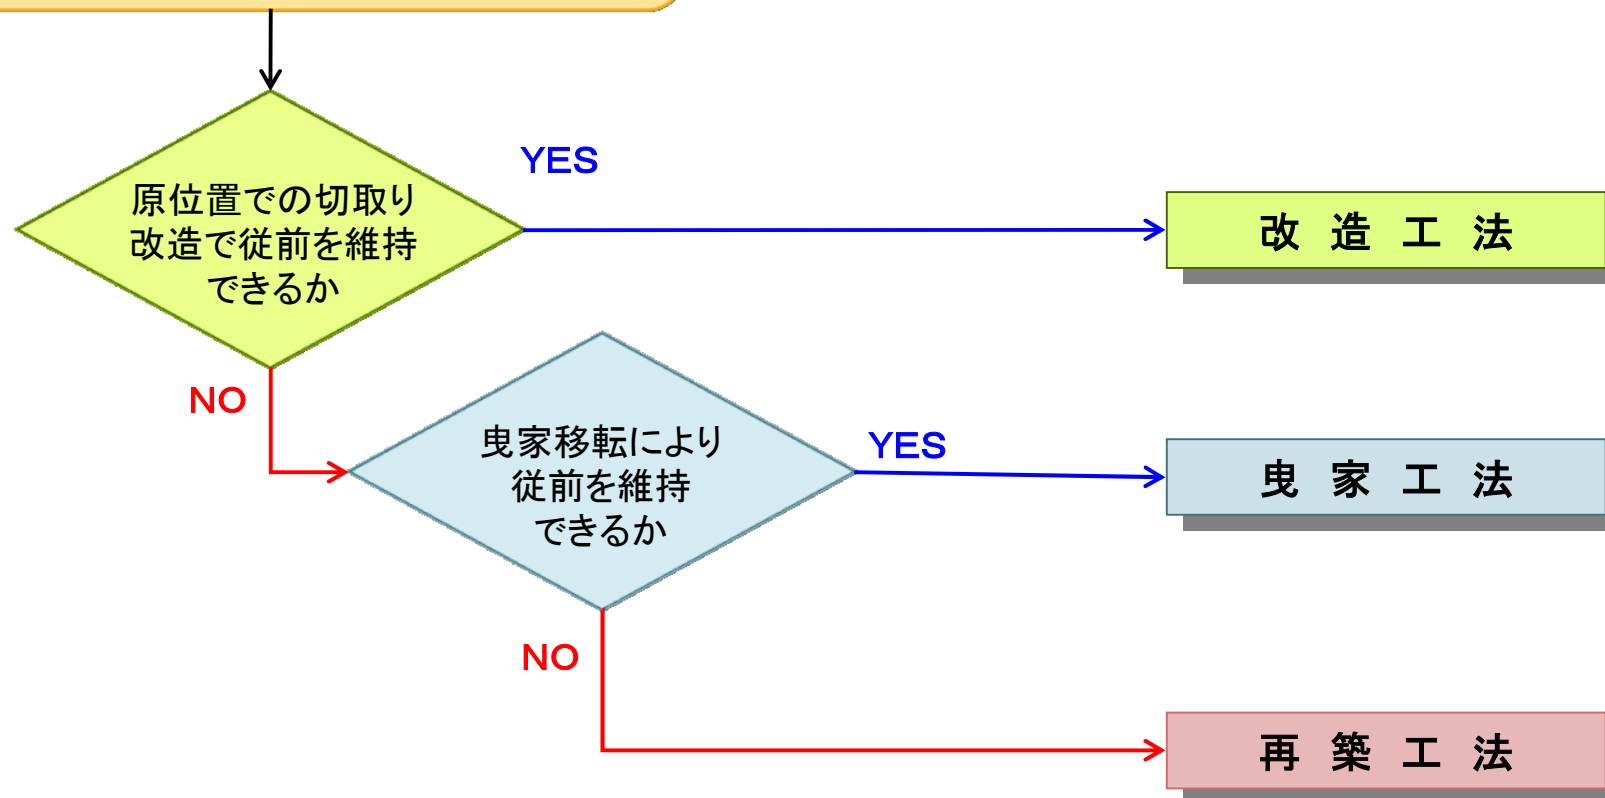 YES
原位置での切取り
改造で従前を維持
できるか
改造工法
NO
曳家移転により
従前を維持
できるか
YES
曳家工法
NO
再築工法